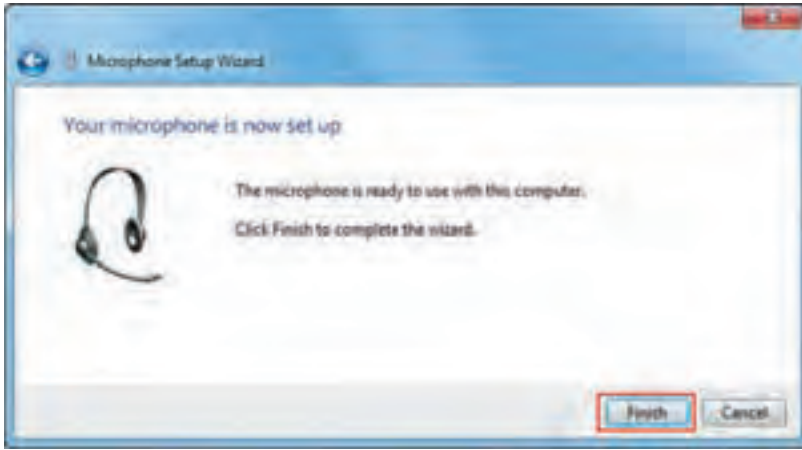 Microphone Setup Wizard
Your microphone is now set up
The microphone is ready to use with this computer.
Click Finish to complete the wizard.
Finish
Cancel